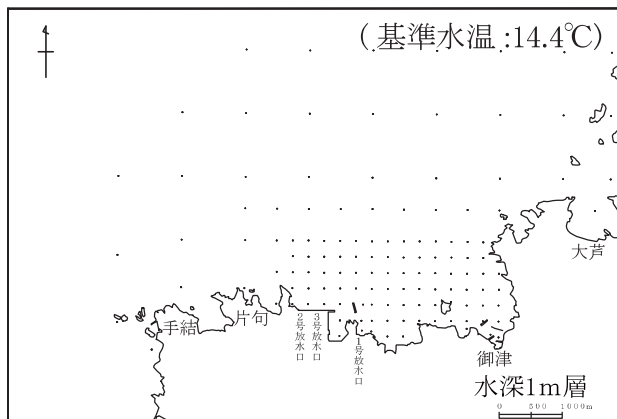 (基準水温:14.4℃)
大芦
手結
片句
2号放水口
3号放水口
1号放水口
御津
水深1m層
0 500 1000m